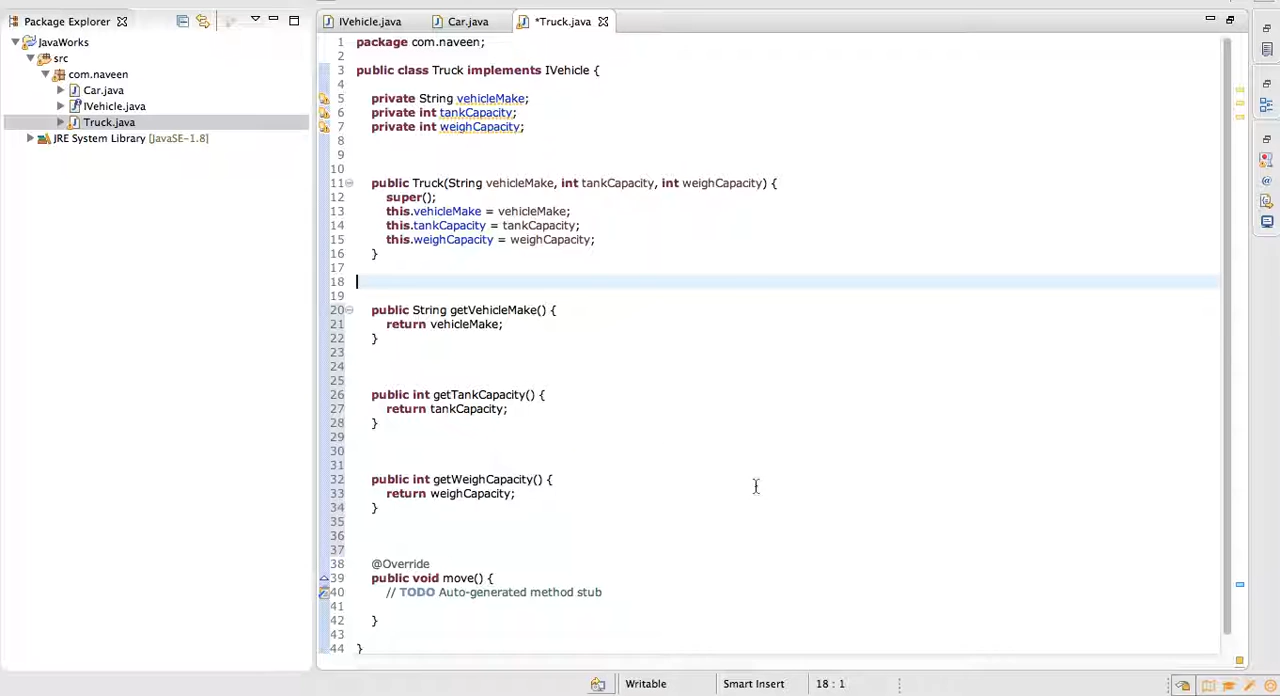 Package Explorer
IVehicle.java
Car.java
*Truck.java
JavaWorks
src
com.naveen
Car.java
IVehicle.java
Truck.java
JRE System Library [JavaSE-1.8]
1 package com.naveen;
2
3 public class Truck implements IVehicle {
4
5 private String vehicleMake;
6 private int tankCapacity;
7 private int weighCapacity;
8
9
10
11 public Truck(String vehicleMake, int tankCapacity, int weighCapacity) {
12 super();
13 this.vehicleMake = vehicleMake;
14 this.tankCapacity = tankCapacity;
15 this.weighCapacity = weighCapacity;
16 }
17
18
19
20 public String getVehicleMake() {
21 return vehicleMake;
22 }
23
24
25
26 public int getTankCapacity() {
27 return tankCapacity;
28 }
29
30
31
32 public int getWeighCapacity() {
33 return weighCapacity;
34 }
35
36
37
38 @Override
39 public void move() {
40 // TODO Auto-generated method stub
41
42 }
43
44 }
Writable
Smart Insert
18 : 1